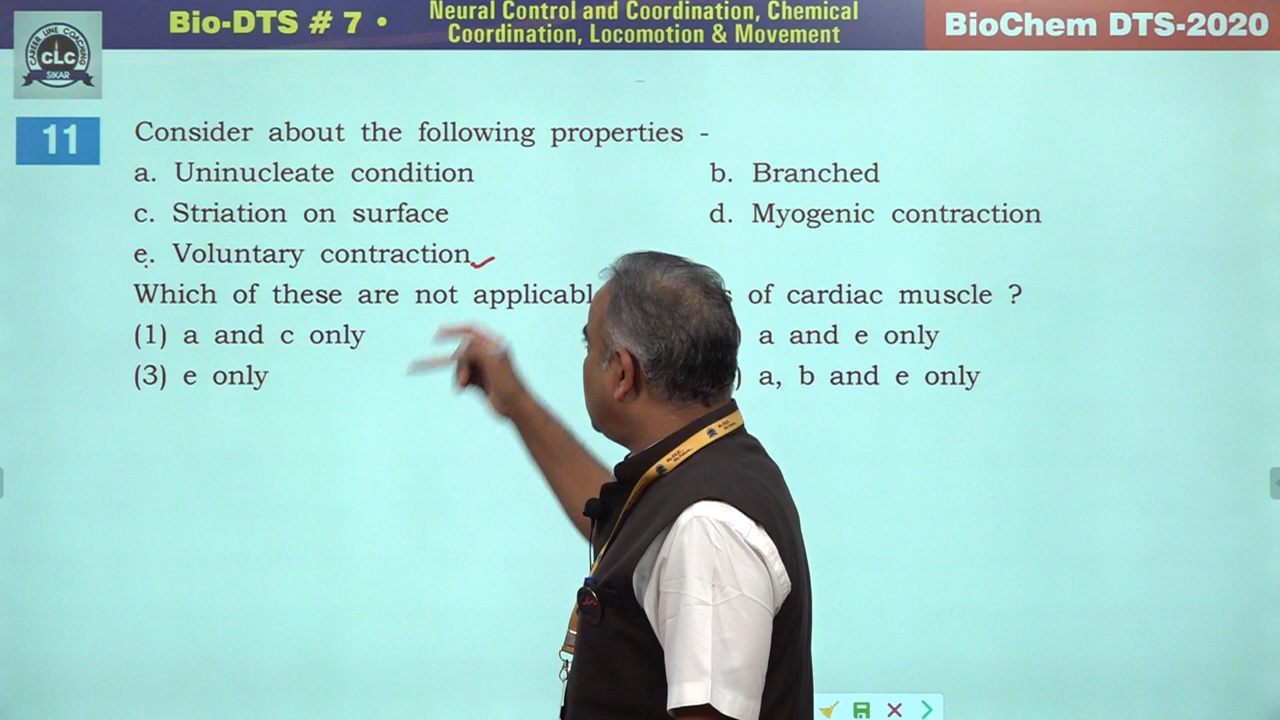 Bio-DTS # 7 •
Neural Control and Coordination, Chemical
Coordination, Locomotion & Movement
BioChem DTS-2020
CAREER LINE COACHING
CLC
SIKAR
11
Consider about the following properties -
a. Uninucleate condition
b. Branched
c. Striation on surface
d. Myogenic contraction
e. Voluntary contraction
Which of these are not applicabl of cardiac muscle ?
(1) a and c only
a and e only
(3) e only
) a, b and e only